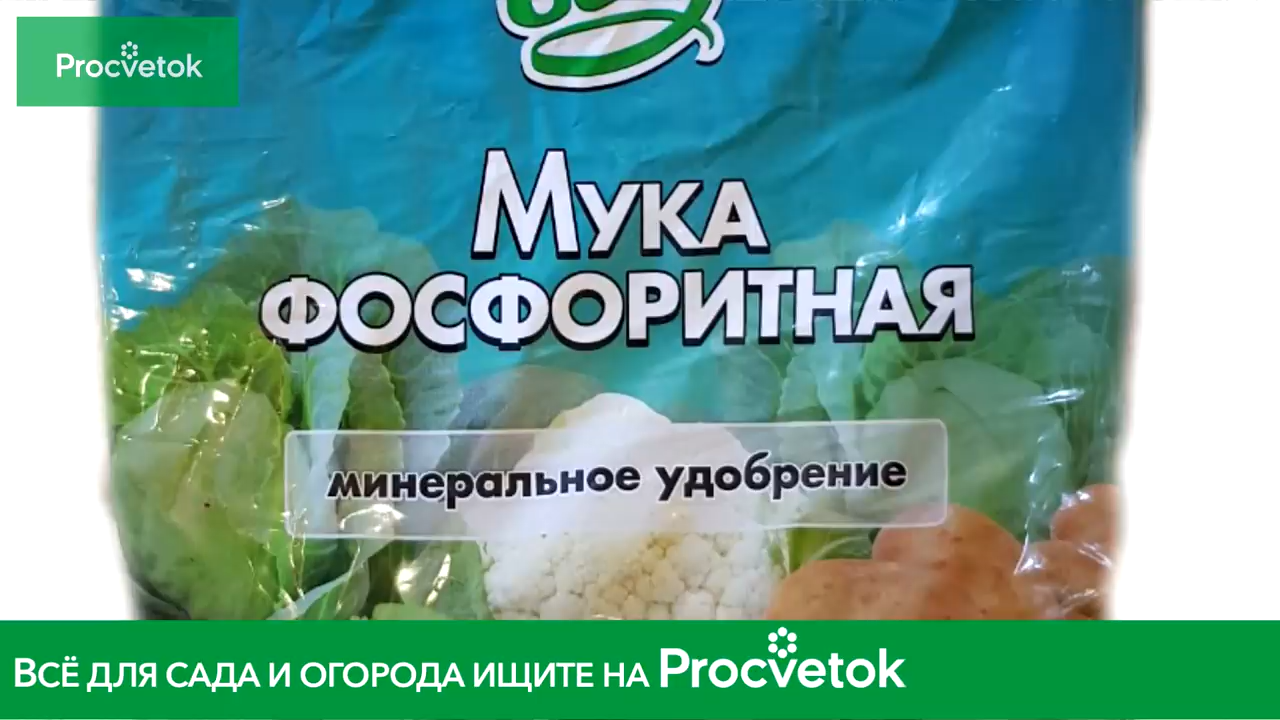 Procvetok
МУКА
ФОСФОРИТНАЯ
минеральное удобрение
ВСЁ ДЛЯ САДА И ОГОРОДА ИЩИТЕ НА Procvetok